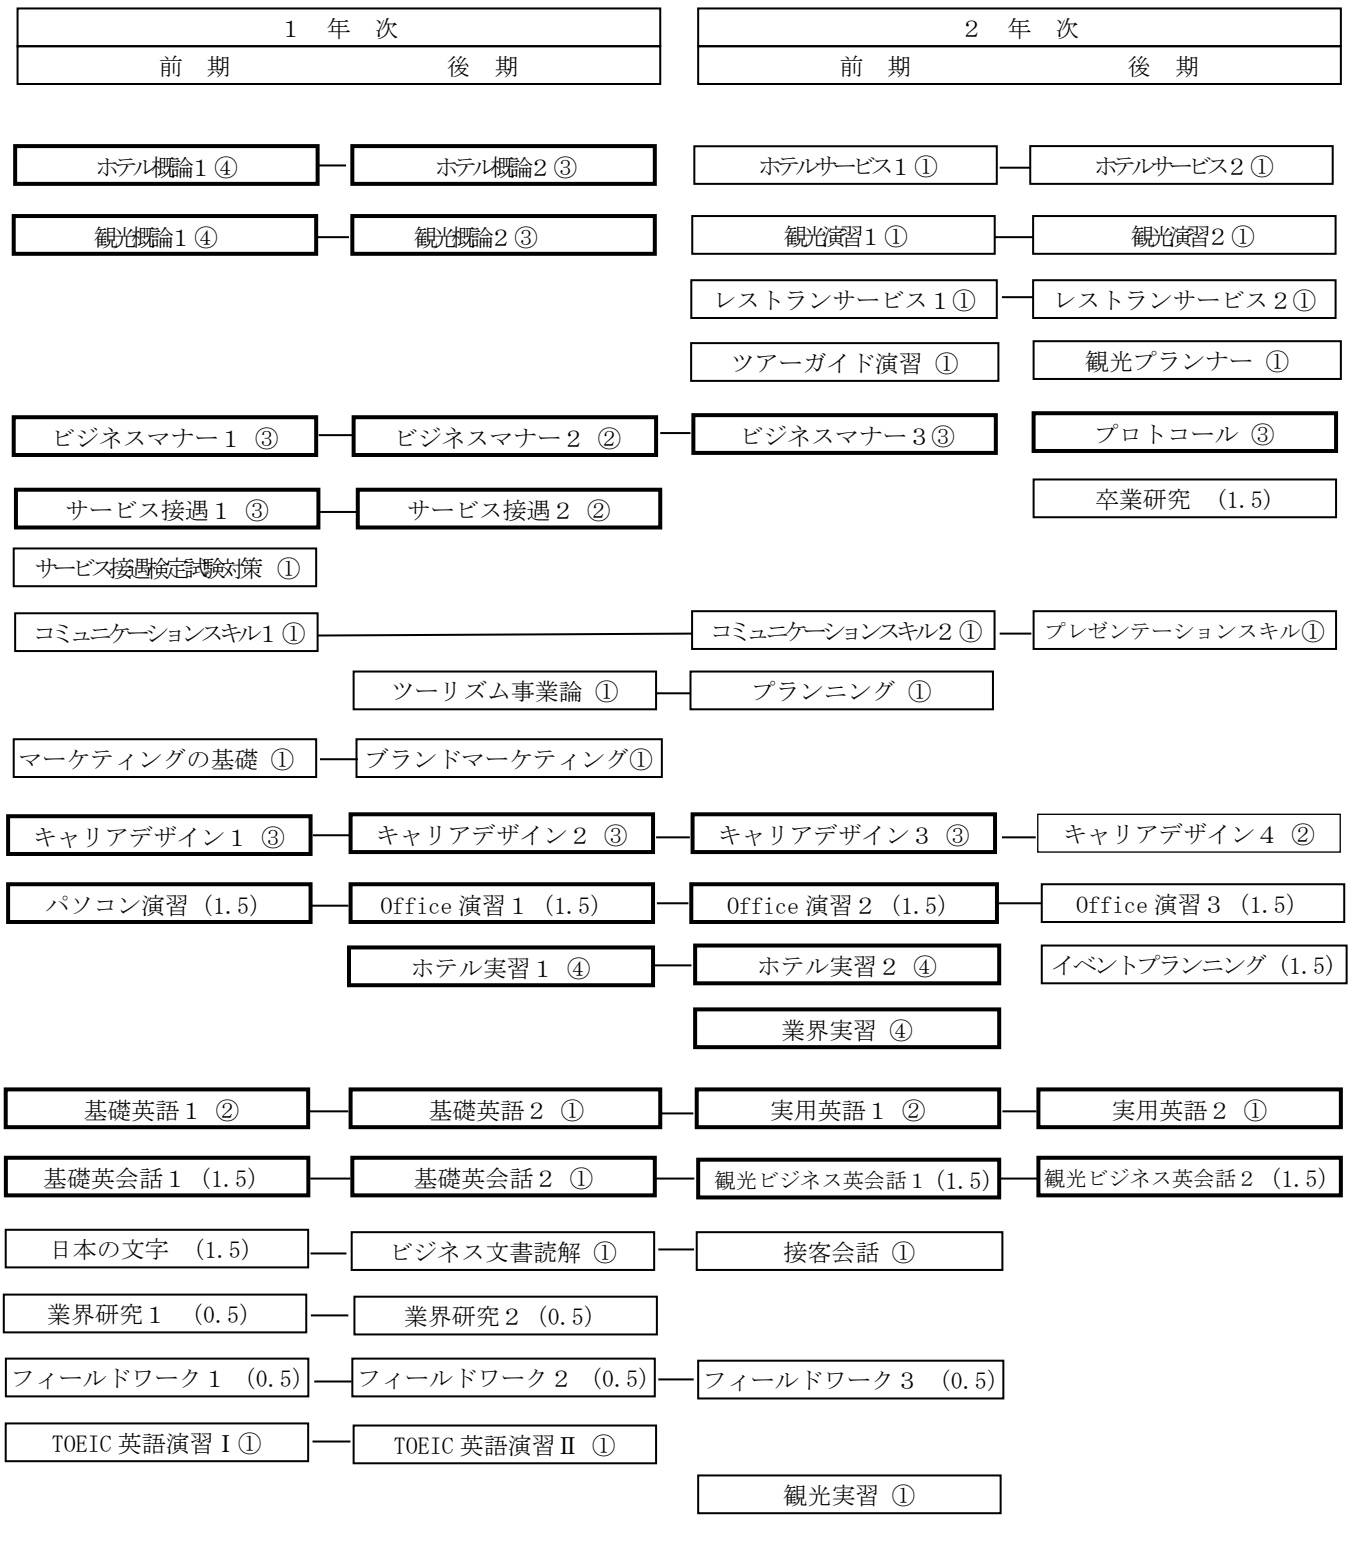 １　年　次
２　年　次
前　期　　後　期
前　期　　後　期
ホテル概論１④　ホテル概論２③　ホテルサービス１①　ホテルサービス２①
観光概論１④　観光概論２③　観光演習１①　観光演習２①
レストランサービス１①　レストランサービス２①
ツアーガイド演習 ①　観光プランナー ①
ビジネスマナー１ ③　ビジネスマナー２ ②　ビジネスマナー３③　プロトコール ③
サービス接遇１ ③　サービス接遇２ ②　卒業研究 (1.5)
サービス接遇検定試験対策 ①
コミュニケーションスキル１①　コミュニケーションスキル２①　プレゼンテーションスキル①
ツーリズム事業論 ①　プランニング ①
マーケティングの基礎 ①　ブランドマーケティング①
キャリアデザイン１ ③　キャリアデザイン２ ③　キャリアデザイン３ ③　キャリアデザイン４ ②
パソコン演習 (1.5)　Office 演習１ (1.5)　Office 演習２ (1.5)　Office 演習３ (1.5)
ホテル実習１ ④　ホテル実習２ ④　イベントプランニング (1.5)
業界実習 ④
基礎英語１ ②　基礎英語２ ①　実用英語１ ②　実用英語２ ①
基礎英会話１ (1.5)　基礎英会話２ ①　観光ビジネス英会話１ (1.5)　観光ビジネス英会話２ (1.5)
日本の文字 (1.5)　ビジネス文書読解 ①　接客会話 ①
業界研究１ (0.5)　業界研究２ (0.5)
フィールドワーク１ (0.5)　フィールドワーク２ (0.5)　フィールドワーク３ (0.5)
TOEIC 英語演習Ⅰ①　TOEIC 英語演習Ⅱ ①
観光実習 ①